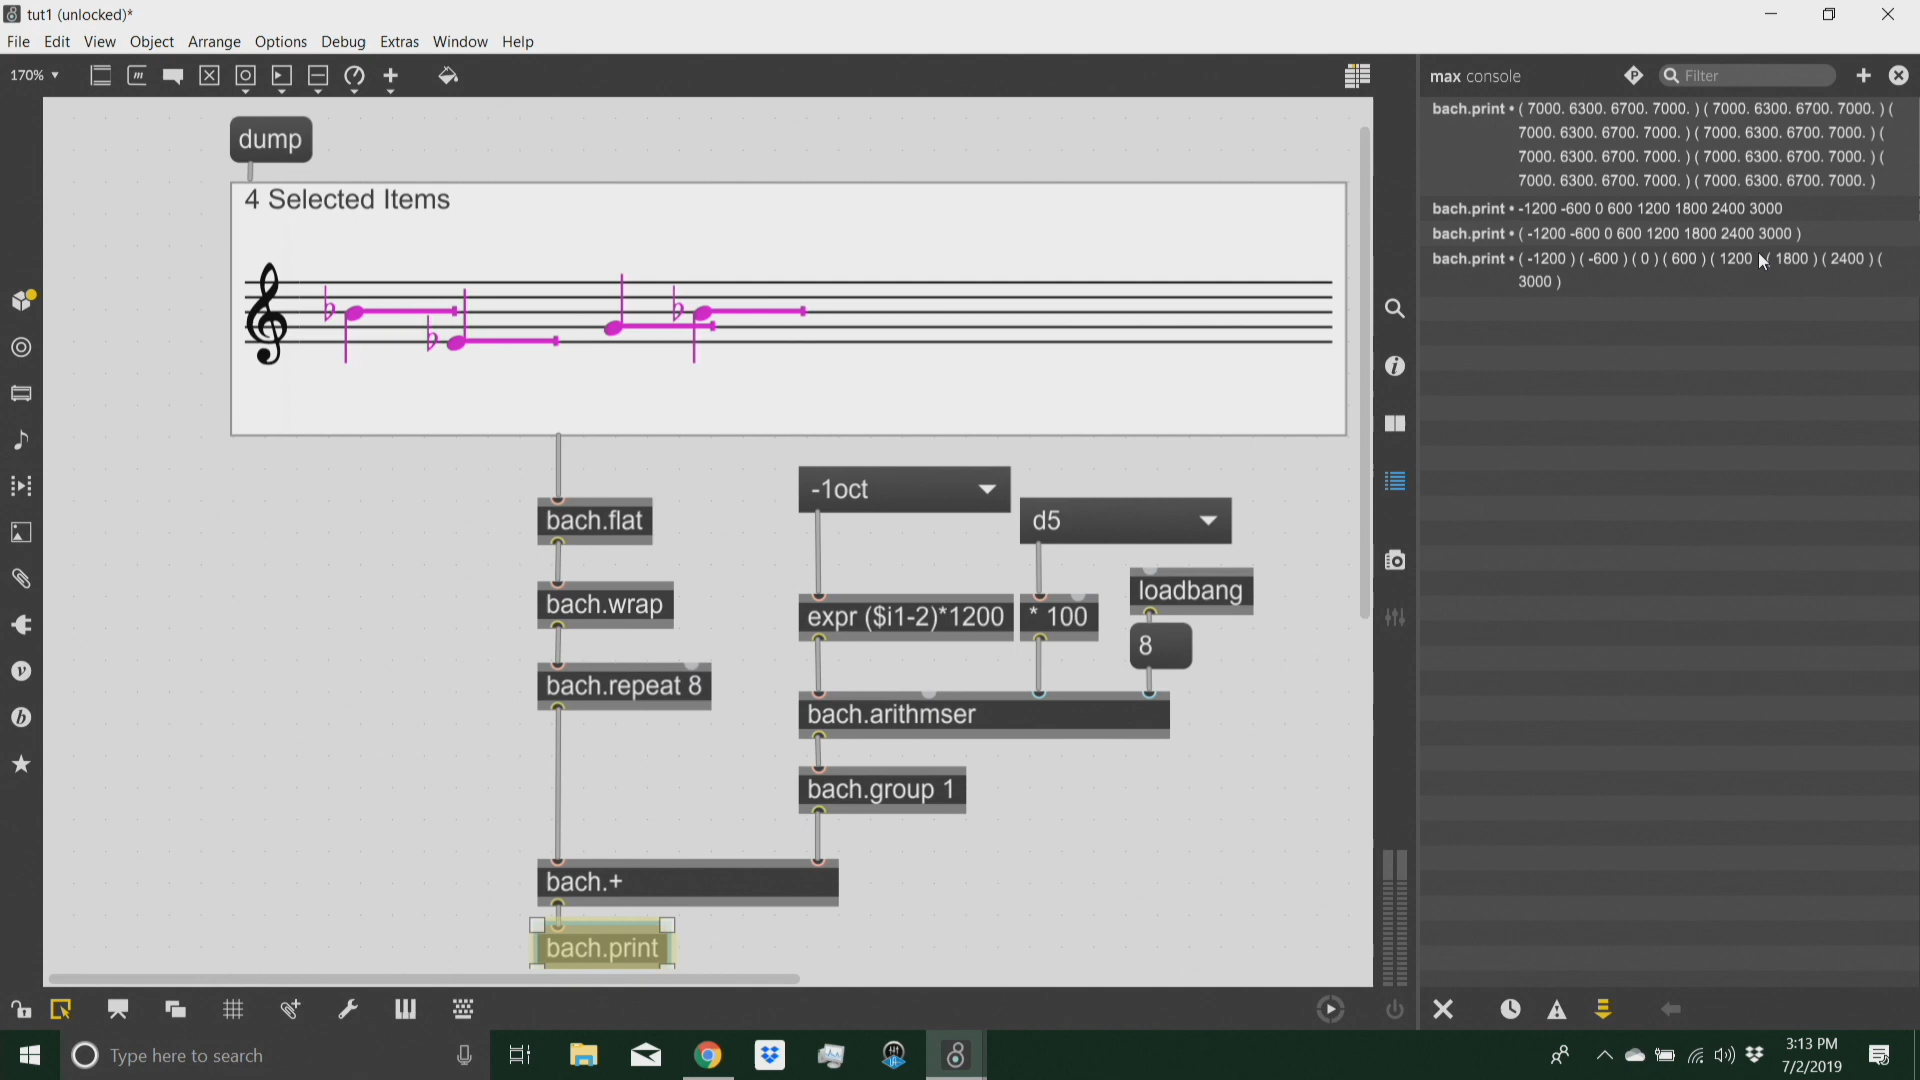 tut1 (unlocked)*
File Edit View Object Arrange Options Debug Extras Window Help
170%
max console
Filter
dump
4 Selected Items
bach.flat
bach.wrap
bach.repeat 8
-1oct
d5
expr ($i1-2)*1200
* 100
loadbang
8
bach.arithmser
bach.group 1
bach.+
bach.print
bach.print • ( 7000. 6300. 6700. 7000. ) ( 7000. 6300. 6700. 7000. ) (
7000. 6300. 6700. 7000. ) ( 7000. 6300. 6700. 7000. ) (
7000. 6300. 6700. 7000. ) ( 7000. 6300. 6700. 7000. ) (
7000. 6300. 6700. 7000. ) ( 7000. 6300. 6700. 7000. )
bach.print • -1200 -600 0 600 1200 1800 2400 3000
bach.print • ( -1200 -600 0 600 1200 1800 2400 3000 )
bach.print • ( -1200 ) ( -600 ) ( 0 ) ( 600 ) ( 1200 ) ( 1800 ) ( 2400 ) (
3000 )
Type here to search
3:13 PM
7/2/2019